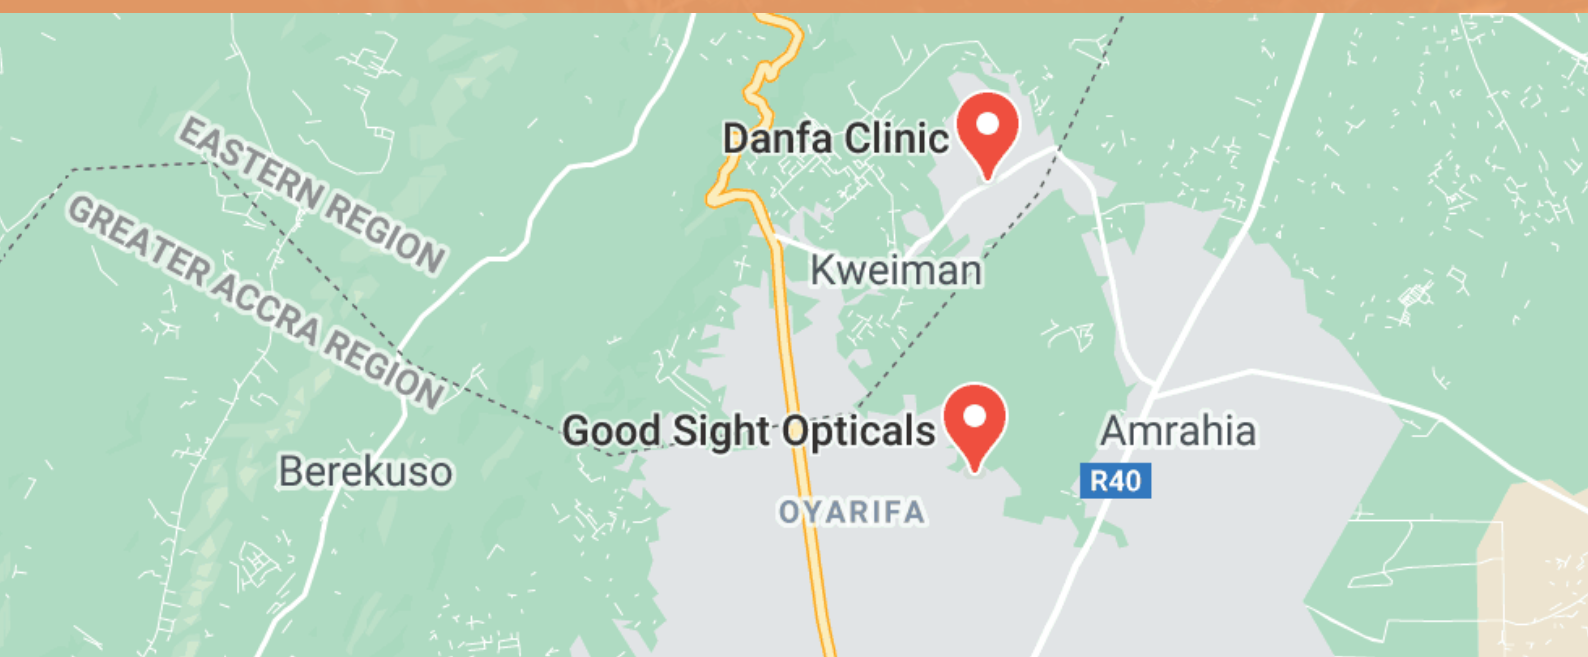 EASTERN REGION
GREATER ACCRA REGION
Danfa Clinic
Kweiman
Good Sight Opticals
Amrahia
Berekuso
R40
OYARIFA